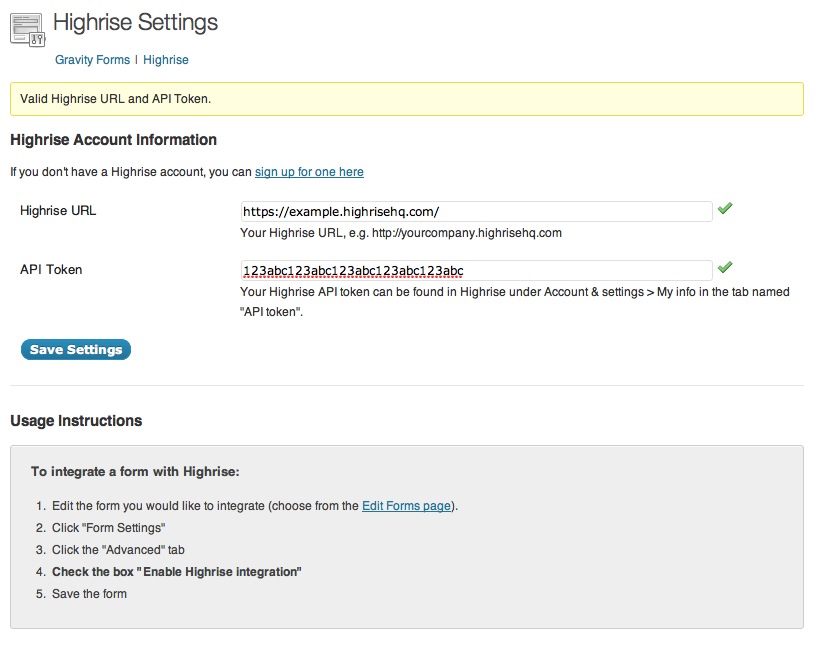 Highrise Settings
Gravity Forms | Highrise
Valid Highrise URL and API Token.
Highrise Account Information
If you don't have a Highrise account, you can sign up for one here
Highrise URL
https://example.highrisehq.com/
Your Highrise URL, e.g. http://yourcompany.highrisehq.com
API Token
123abc123abc123abc123abc123abc
Your Highrise API token can be found in Highrise under Account & settings > My info in the tab named
"API token".
Save Settings
Usage Instructions
To integrate a form with Highrise:
1. Edit the form you would like to integrate (choose from the Edit Forms page).
2. Click "Form Settings"
3. Click the "Advanced" tab
4. Check the box "Enable Highrise integration"
5. Save the form